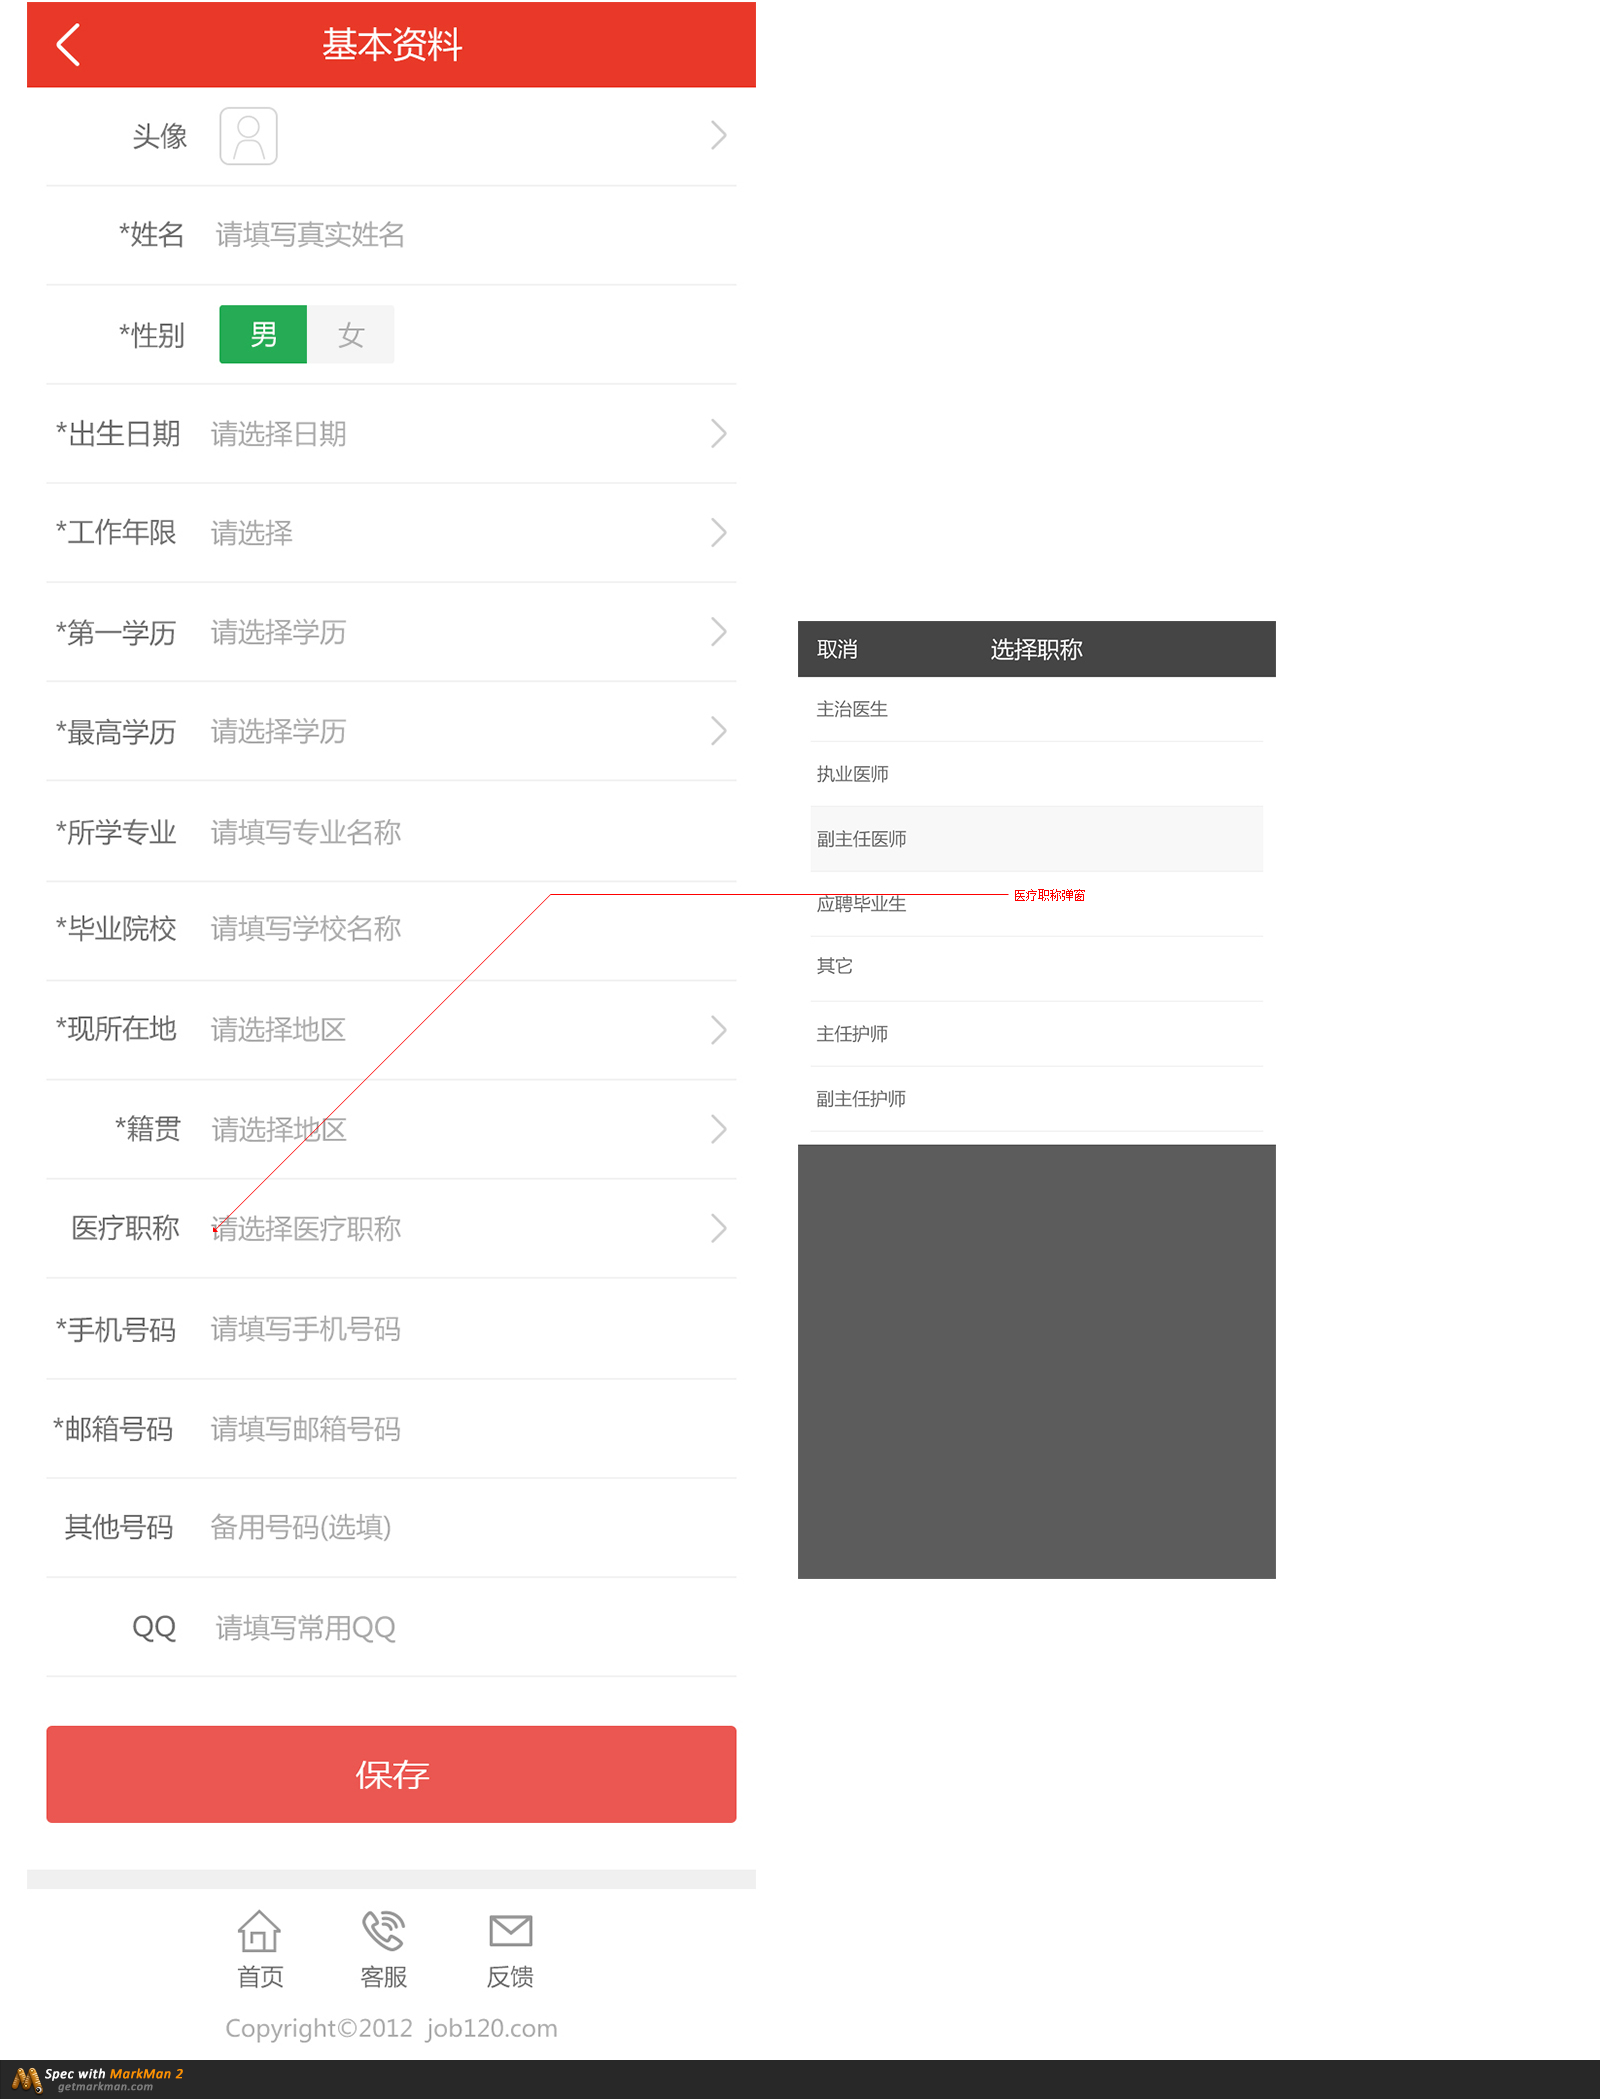 基本资料
头像
*姓名 请填写真实姓名
*性别 男 女
*出生日期 请选择日期
*工作年限 请选择
*第一学历 请选择学历
*最高学历 请选择学历
*所学专业 请填写专业名称
*毕业院校 请填写学校名称
*现所在地 请选择地区
*籍贯 请选择地区
医疗职称 请选择医疗职称
*手机号码 请填写手机号码
*邮箱号码 请填写邮箱号码
其他号码 备用号码(选填)
QQ 请填写常用QQ
保存
首页 客服 反馈
Copyright©2012 job120.com
取消 选择职称
主治医生
执业医师
副主任医师
医疗职称弹窗
应聘毕业生
其它
主任护师
副主任护师
Spec with MarkMan 2
getmarkman.com